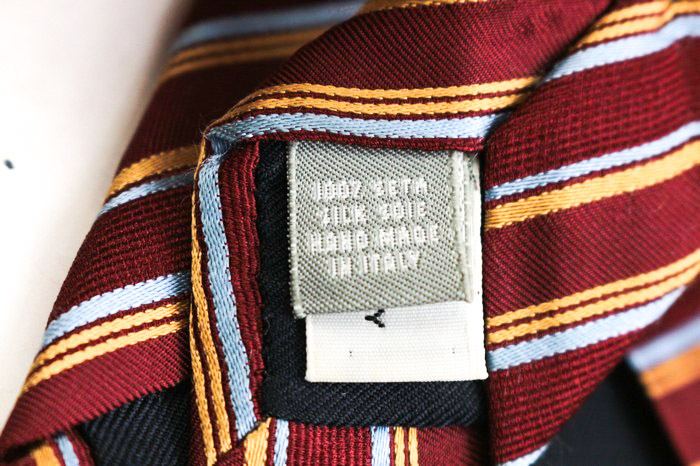 100% SETA
SILK SOIE
HAND MADE
IN ITALY
Y